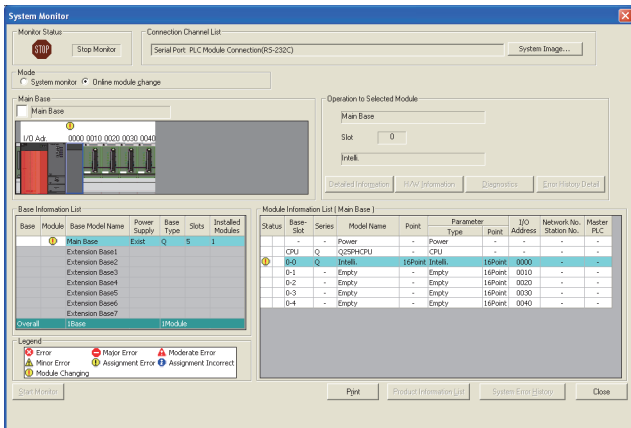 System Monitor
Monitor Status
STOP
Stop Monitor
Connection Channel List
Serial Port PLC Module Connection(RS-232C)
System Image...
Mode
System monitor Online module change
Main Base
Main Base
I/O Adr. 0000 0010 0020 0030 0040
Operation to Selected Module
Main Base
Slot 0
Intelli.
Detailed Information H/W Information Diagnostics Error History Detail
Base Information List
Base Module Base Model Name Power Supply Base Type Slots Installed Modules
Main Base Exist Q 5 1
Extension Base1
Extension Base2
Extension Base3
Extension Base4
Extension Base5
Extension Base6
Extension Base7
Overall 1Base 1Module
Module Information List ( Main Base )
Status Base-Slot Series Model Name Point Parameter Type Point I/O Address Network No. Station No. Master PLC
- - Power - Power - - - -
CPU Q Q25PHCPU - CPU - - - -
0-0 Q Intelli. 16Point Intelli. 16Point 0000 - -
0-1 - Empty - Empty 16Point 0010 - -
0-2 - Empty - Empty 16Point 0020 - -
0-3 - Empty - Empty 16Point 0030 - -
0-4 - Empty - Empty 16Point 0040 - -
Legend
Error Major Error Moderate Error
Minor Error Assignment Error Assignment Incorrect
Module Changing
Start Monitor
Print
Product Information List
System Error History
Close